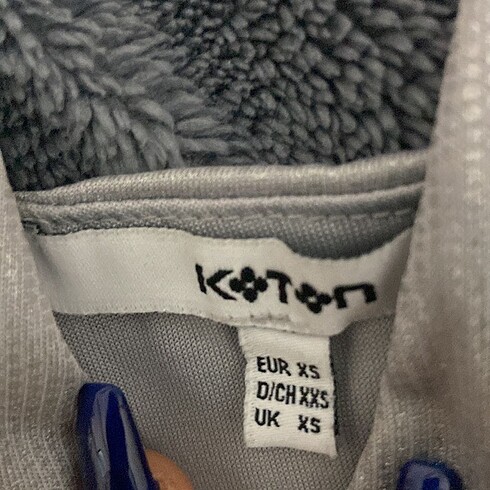 KOTON
EUR XS
D/CH XXS
UK XS